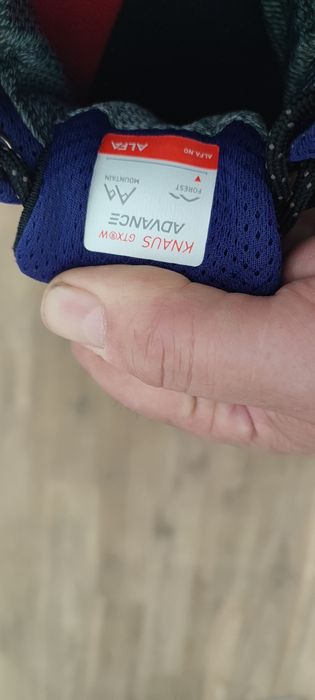 KNAUS GTX®W
ADVANCE
FOREST MOUNTAIN
ALFA.NO ALFA